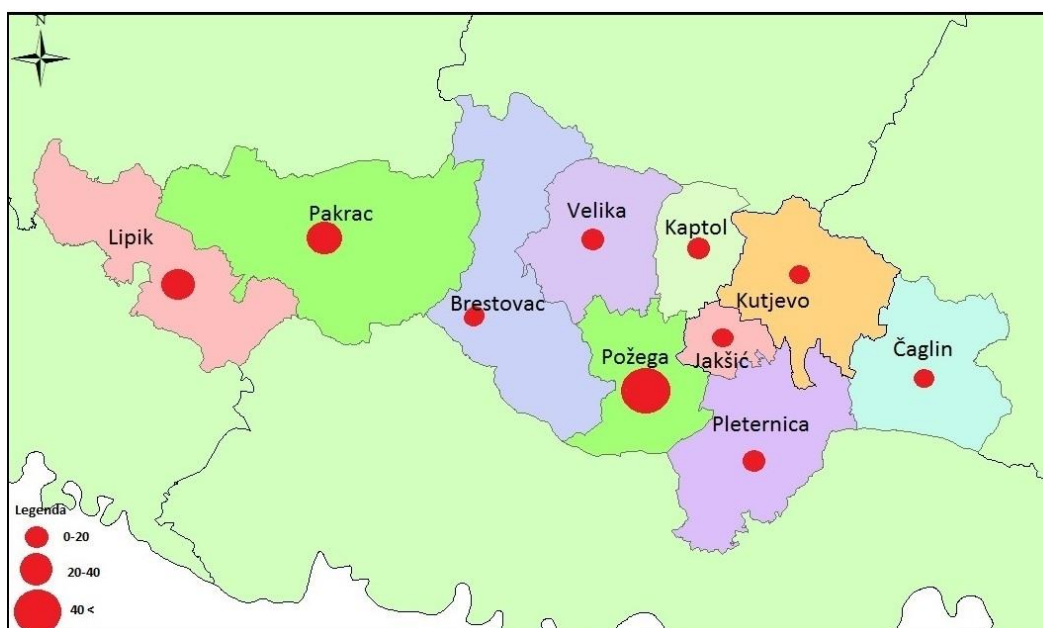 N
Pakrac
Lipik
Velika
Kaptol
Brestovac
Kutjevo
Požega
Jakšić
Čaglin
Pleternica
Legenda
0-20
20-40
40 <